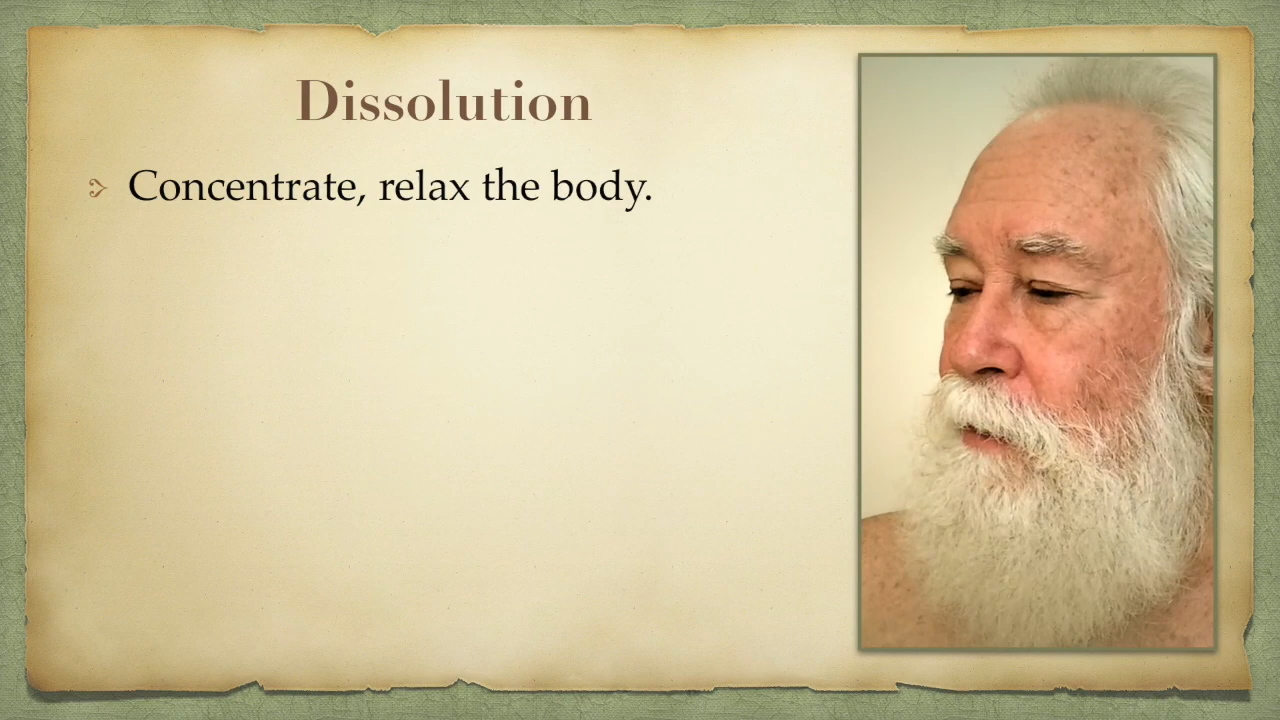 Dissolution
Concentrate, relax the body.